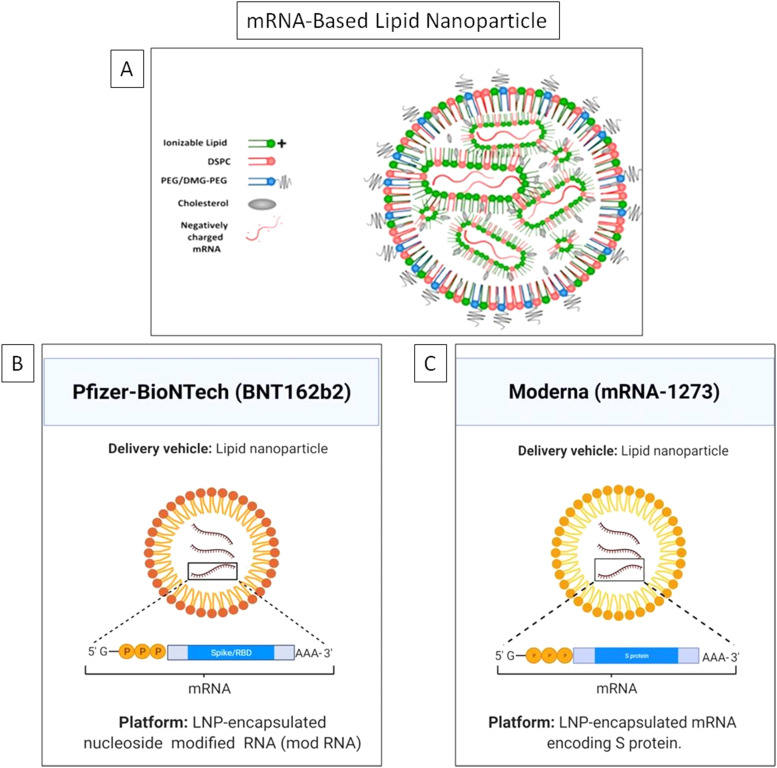 mRNA-Based Lipid Nanoparticle
A
Ionizable Lipid
+
DSPC
PEG/DMG-PEG
Cholesterol
Negatively
charged
mRNA
B
Pfizer-BioNTech (BNT162b2)
Delivery vehicle: Lipid nanoparticle
5' G P P P Spike/RBD AAA- 3'
mRNA
Platform: LNP-encapsulated
nucleoside modified RNA (mod RNA)
C
Moderna (mRNA-1273)
Delivery vehicle: Lipid nanoparticle
5' G P P P S protein AAA- 3'
mRNA
Platform: LNP-encapsulated mRNA
encoding S protein.